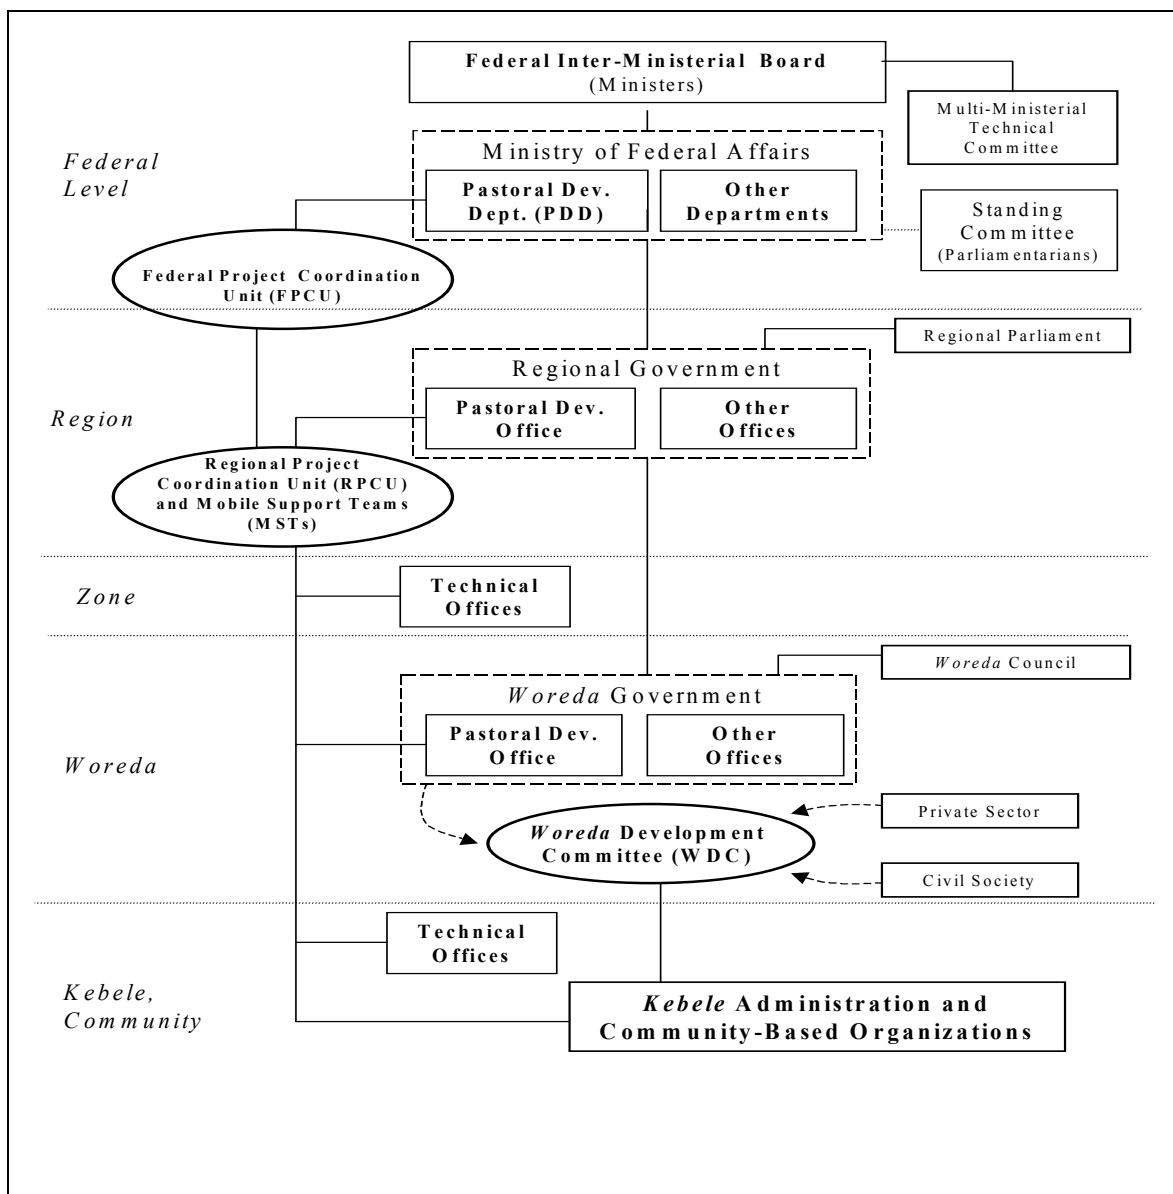 Federal Inter-Ministerial Board
(Ministers)
Multi-Ministerial
Technical
Committee
Federal
Level
Ministry of Federal Affairs
Pastoral Dev.
Dept. (PDD)
Other
Departments
Standing
Committee
(Parliamentarians)
Federal Project Coordination
Unit (FPCU)
Regional Parliament
Region
Regional Government
Pastoral Dev.
Office
Other
Offices
Regional Project
Coordination Unit (RPCU)
and Mobile Support Teams
(MSTs)
Zone
Technical
Offices
Woreda Council
Woreda
Woreda Government
Pastoral Dev.
Office
Other
Offices
Private Sector
Woreda Development
Committee (WDC)
Civil Society
Technical
Offices
Kebele,
Community
Kebele Administration and
Community-Based Organizations